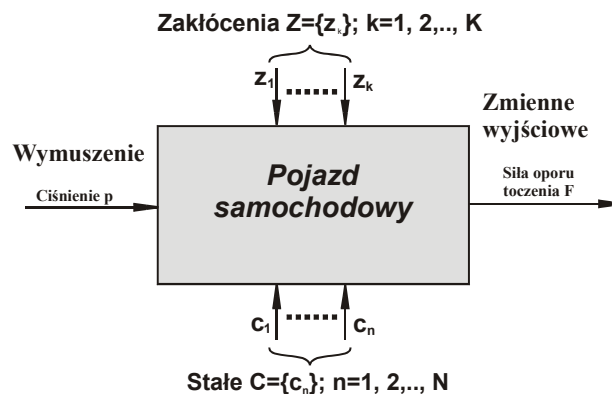 Zakłócenia Z={zk}; k=1, 2,.., K
z1 zk
Zmienne
wyjściowe
Wymuszenie
Ciśnienie p
Pojazd
samochodowy
Siła oporu
toczenia F
c1 cn
Stałe C={cn}; n=1, 2,.., N